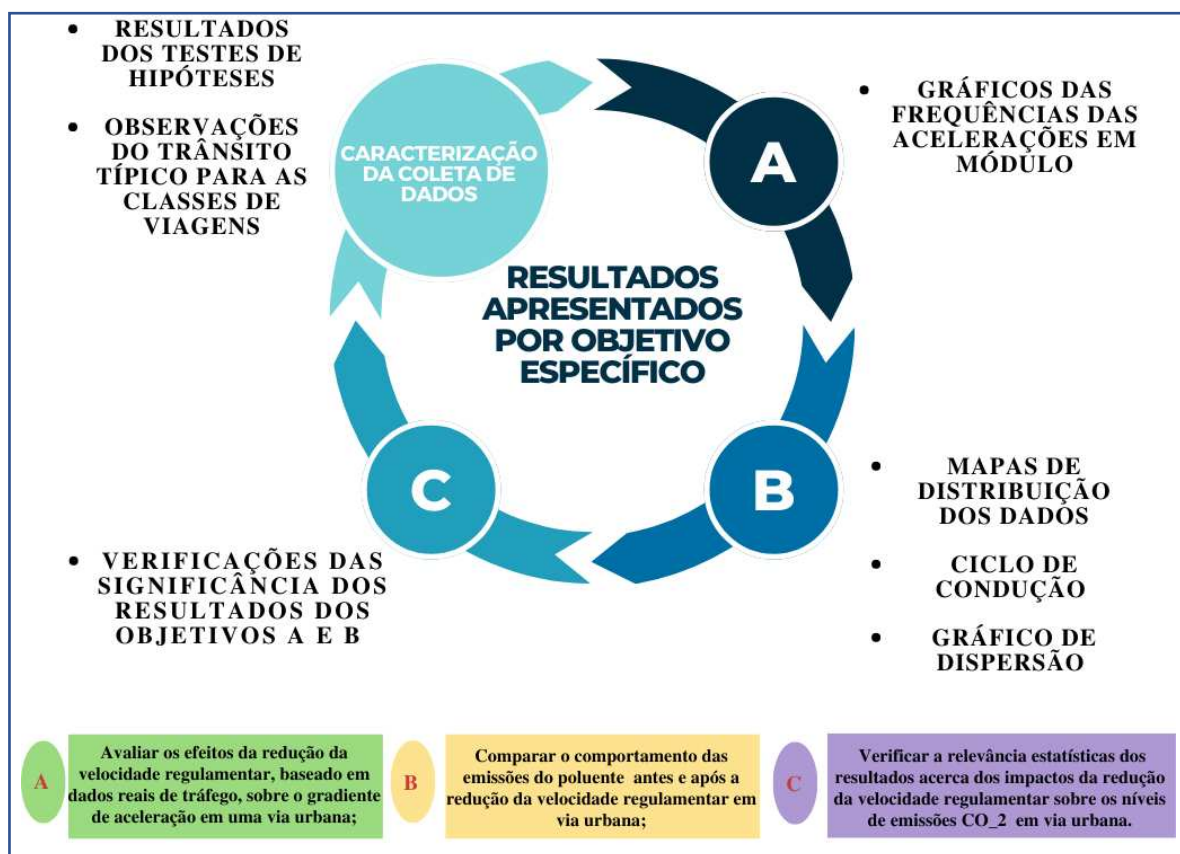 • RESULTADOS
DOS TESTES DE
HIPÓTESES
• OBSERVAÇÕES
DO TRÂNSITO
TÍPICO PARA AS
CLASSES DE
VIAGENS
CARACTERIZAÇÃO
DA COLETA DE
DADOS
A
• GRÁFICOS DAS
FREQUÊNCIAS DAS
ACELERAÇÕES EM
MÓDULO
RESULTADOS
APRESENTADOS
POR OBJETIVO
ESPECÍFICO
C
B
• MAPAS DE
DISTRIBUIÇÃO
DOS DADOS
• CICLO DE
CONDUÇÃO
• GRÁFICO DE
DISPERSÃO
• VERIFICAÇÕES DAS
SIGNIFICÂNCIA DOS
RESULTADOS DOS
OBJETIVOS A E B
A
Avaliar os efeitos da redução da
velocidade regulamentar, baseado em
dados reais de tráfego, sobre o gradiente
de aceleração em uma via urbana;
B
Comparar o comportamento das
emissões do poluente antes e após a
redução da velocidade regulamentar em
via urbana;
C
Verificar a relevância estatísticas dos
resultados acerca dos impactos da redução
da velocidade regulamentar sobre os níveis
de emissões CO_2 em via urbana.